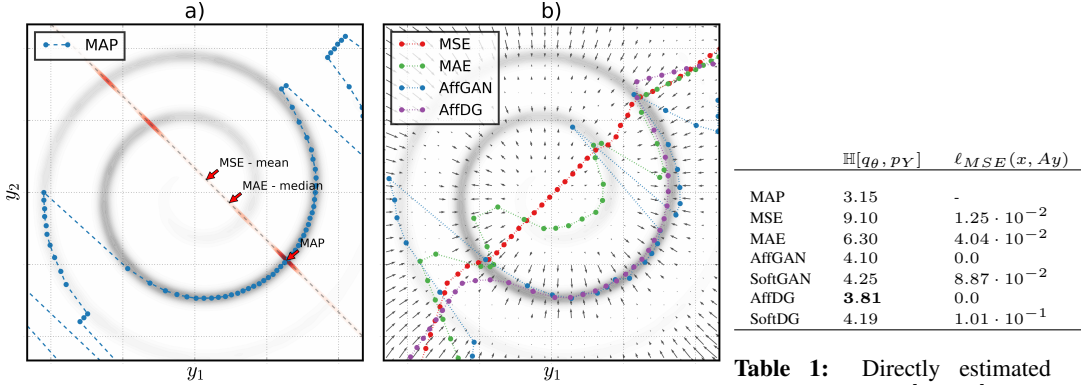 a)
MAP
MSE - mean
MAE - median
MAP
y₂
y₁
b)
MSE
MAE
AffGAN
AffDG
y₁
ℍ[q_θ, p_Y] ℓ_MSE(x, Ay)
MAP 3.15 -
MSE 9.10 1.25 · 10⁻²
MAE 6.30 4.04 · 10⁻²
AffGAN 4.10 0.0
SoftGAN 4.25 8.87 · 10⁻²
AffDG 3.81 0.0
SoftDG 4.19 1.01 · 10⁻¹
Table 1: Directly estimated